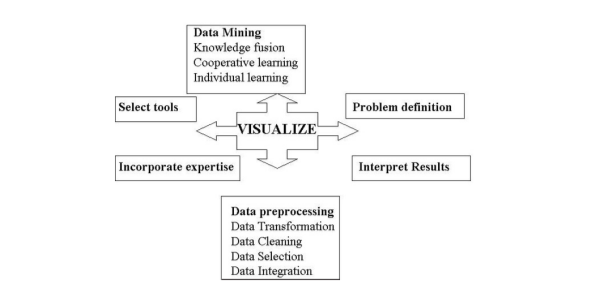 Data Mining
Knowledge fusion
Cooperative learning
Individual learning
Select tools
Problem definition
VISUALIZE
Incorporate expertise
Interpret Results
Data preprocessing
Data Transformation
Data Cleaning
Data Selection
Data Integration